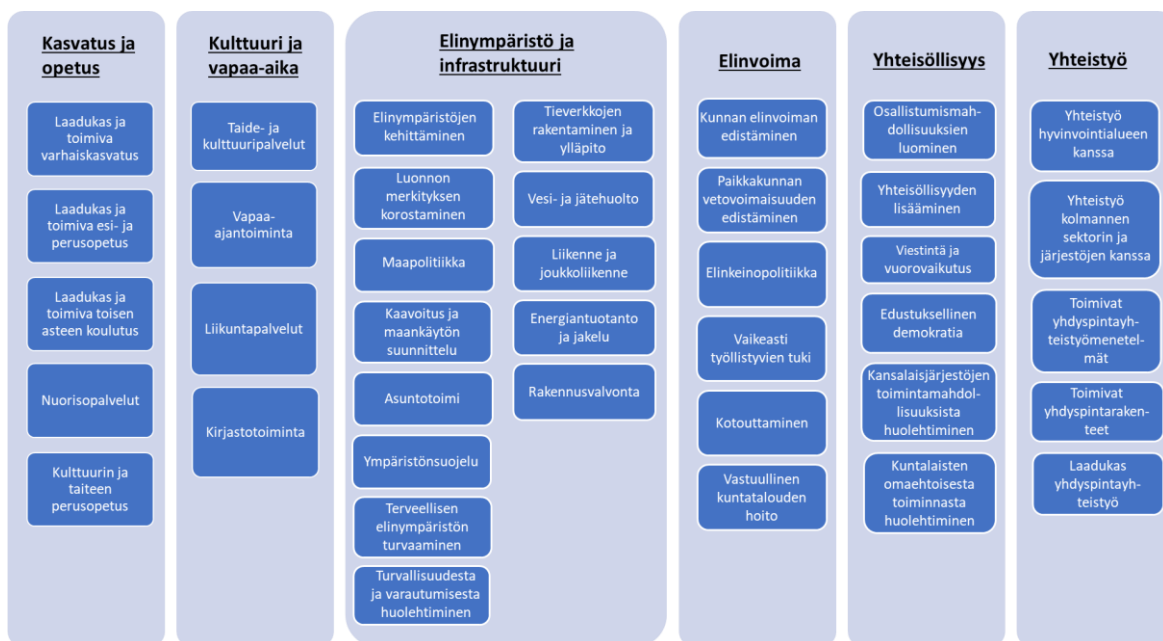 Kasvatus ja
opetus
Laadukas ja
toimiva
varhaiskasvatus
Laadukas ja
toimiva esi- ja
perusopetus
Laadukas ja
toimiva toisen
asteen koulutus
Nuorisopalvelut
Kulttuurin ja
taiteen
perusopetus
Kulttuuri ja
vapaa-aika
Taide- ja
kulttuuripalvelut
Vapaa-
ajantoiminta
Liikuntapalvelut
Kirjastotoiminta
Elinympäristö ja
infrastruktuuri
Elinympäristöjen
kehittäminen
Luonnon
merkityksen
korostaminen
Maapolitiikka
Kaavoitus ja
maankäytön
suunnittelu
Asuntotoimi
Ympäristönsuojelu
Terveellisen
elinympäristön
turvaaminen
Turvallisuudesta
ja varautumisesta
huolehtiminen
Tieverkkojen
rakentaminen ja
ylläpito
Vesi- ja jätehuolto
Liikenne ja
joukkoliikenne
Energiantuotanto
ja jakelu
Rakennusvalvonta
Elinvoima
Kunnan elinvoiman
edistäminen
Paikkakunnan
vetovoimaisuuden
edistäminen
Elinkeinopolitiikka
Vaikeasti
työllistyvien tuki
Kotouttaminen
Vastuullinen
kuntatalouden
hoito
Yhteisöllisyys
Osallistumismah-
dollisuuksien
luominen
Yhteisöllisyyden
lisääminen
Viestintä ja
vuorovaikutus
Edustuksellinen
demokratia
Kansalaisjärjestöjen
toimintamahdol-
lisuuksista
huolehtiminen
Kuntalaisten
omaehtoisesta
toiminnasta
huolehtiminen
Yhteistyö
Yhteistyö
hyvinvointialueen
kanssa
Yhteistyö
kolmannen
sektorin ja
järjestöjen kanssa
Toimivat
yhdyspintayh-
teistyömenetel-
mät
Toimivat
yhdyspintaraken-
teet
Laadukas
yhdyspintayh-
teistyö